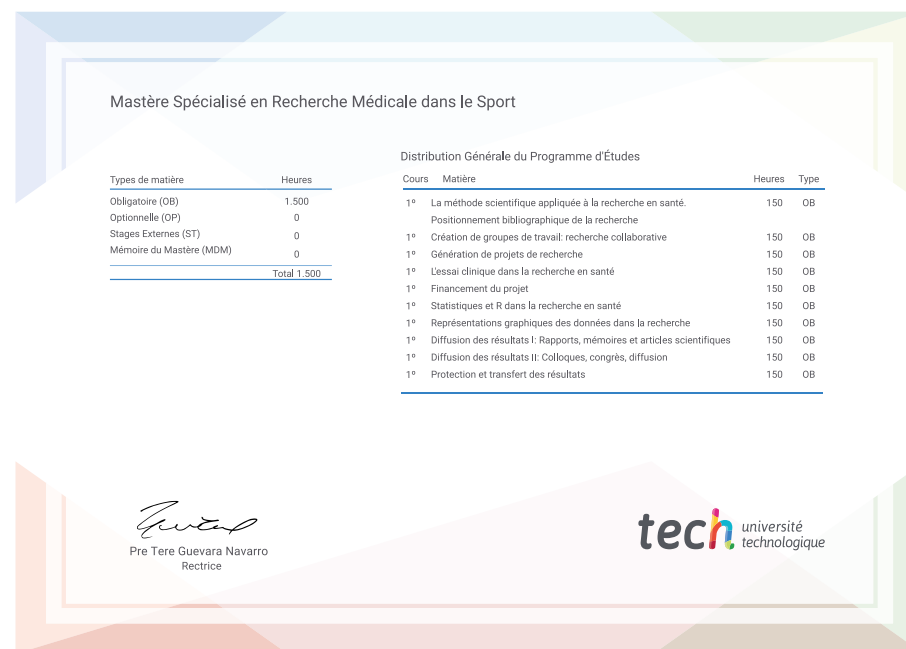 Mastère Spécialisé en Recherche Médicale dans le Sport
Types de matière Heures
Obligatoire (OB) 1.500
Optionnelle (OP) 0
Stages Externes (ST) 0
Mémoire du Mastère (MDM) 0
Total 1.500
Distribution Générale du Programme d'Études
Cours Matière Heures Type
1º La méthode scientifique appliquée à la recherche en santé. 150 OB
Positionnement bibliographique de la recherche
1º Création de groupes de travail: recherche collaborative 150 OB
1º Génération de projets de recherche 150 OB
1º L'essai clinique dans la recherche en santé 150 OB
1º Financement du projet 150 OB
1º Statistiques et R dans la recherche en santé 150 OB
1º Représentations graphiques des données dans la recherche 150 OB
1º Diffusion des résultats I: Rapports, mémoires et articles scientifiques 150 OB
1º Diffusion des résultats II: Colloques, congrès, diffusion 150 OB
1º Protection et transfert des résultats 150 OB
Pre Tere Guevara Navarro
Rectrice
tech université
technologique